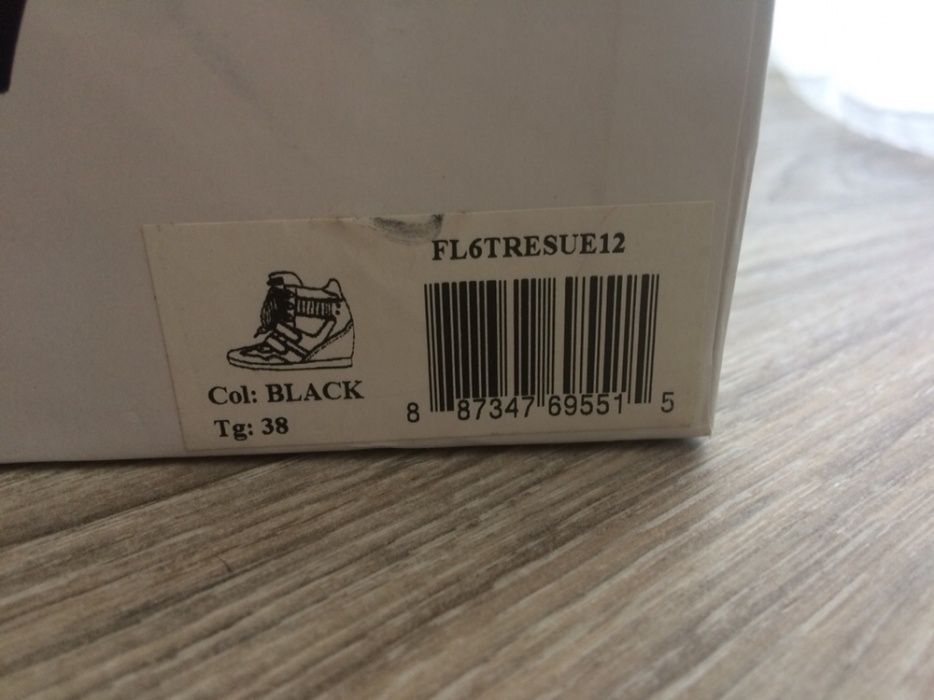 FL6TRESUE12
Col: BLACK
Tg: 38
8 87347 69551 5